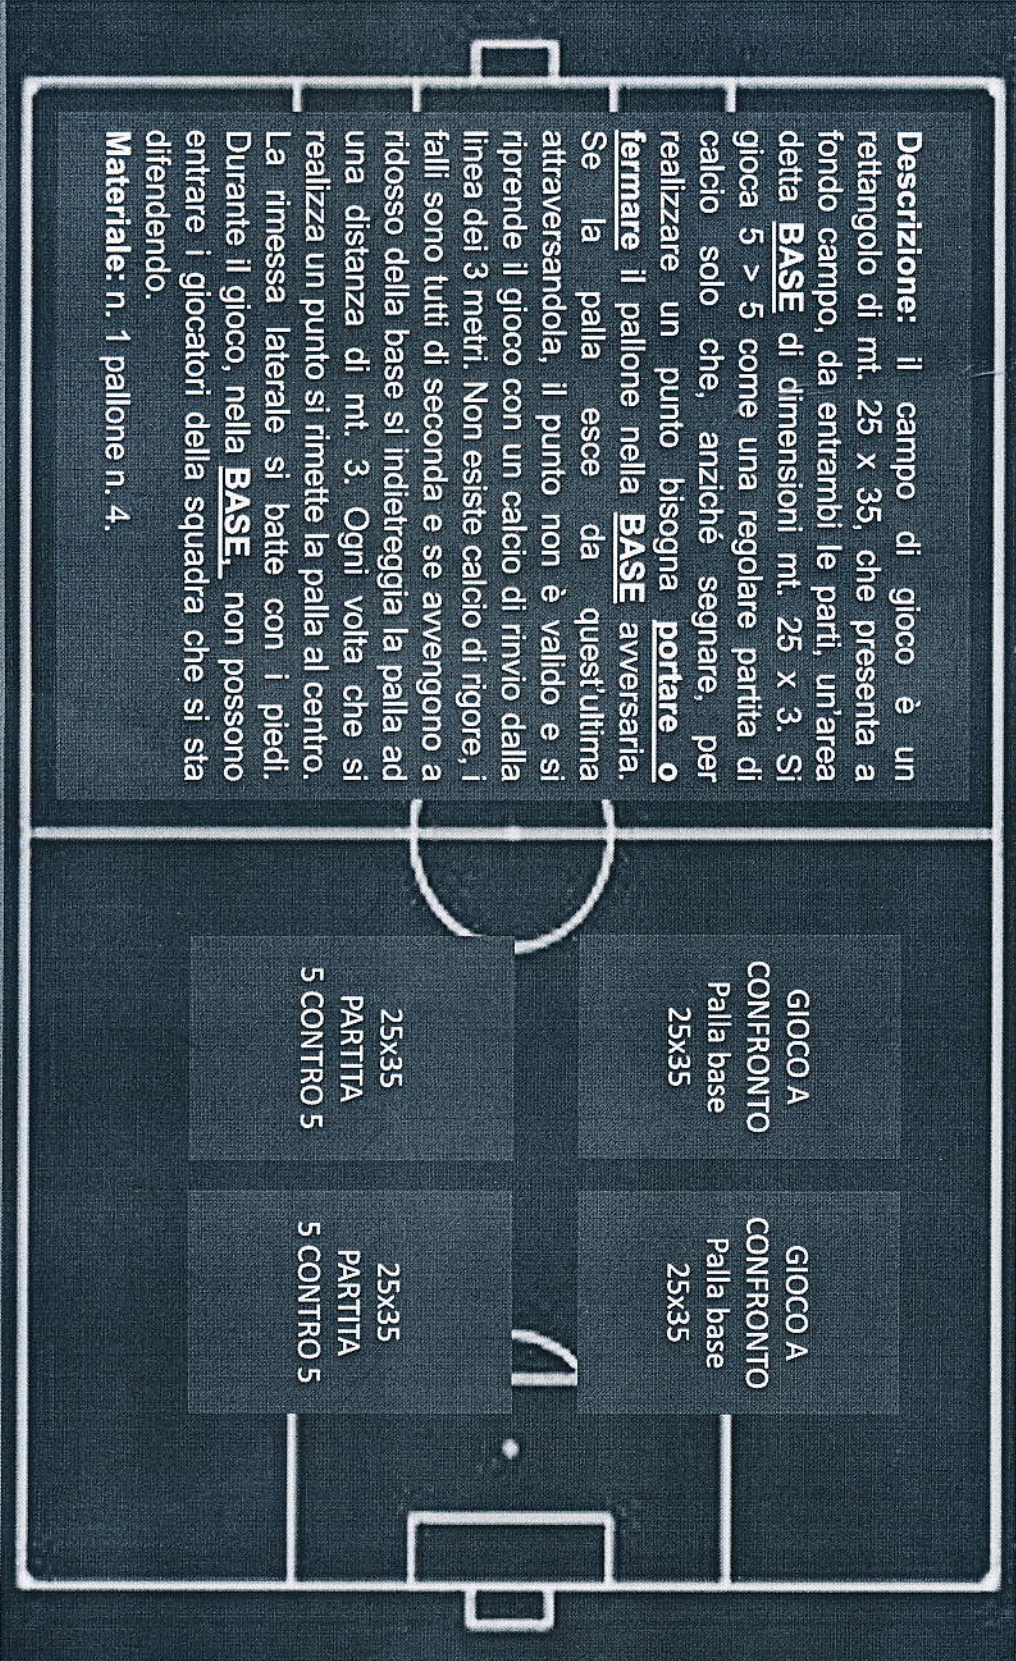 Descrizione: il campo di gioco è un
rettangolo di mt. 25 x 35, che presenta a
fondo campo, da entrambi le parti, un'area
detta BASE di dimensioni mt. 25 x 3. Si
gioca 5 > 5 come una regolare partita di
calcio solo che, anziché segnare, per
realizzare un punto bisogna portare o
fermare il pallone nella BASE avversaria.
Se la palla esce da quest'ultima
attraversandola, il punto non è valido e si
riprende il gioco con un calcio di rinvio dalla
linea dei 3 metri. Non esiste calcio di rigore, i
falli sono tutti di seconda e se avvengono a
ridosso della base si indietreggia la palla ad
una distanza di mt. 3. Ogni volta che si
realizza un punto si rimette la palla al centro.
La rimessa laterale si batte con i piedi.
Durante il gioco, nella BASE, non possono
entrare i giocatori della squadra che si sta
difendendo.
Materiale: n. 1 pallone n. 4.
GIOCO A
CONFRONTO
Palla base
25x35
GIOCO A
CONFRONTO
Palla base
25x35
25x35
PARTITA
5 CONTRO 5
25x35
PARTITA
5 CONTRO 5